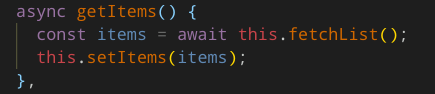 async getItems() {
  const items = await this.fetchList();
  this.setItems(items);
},